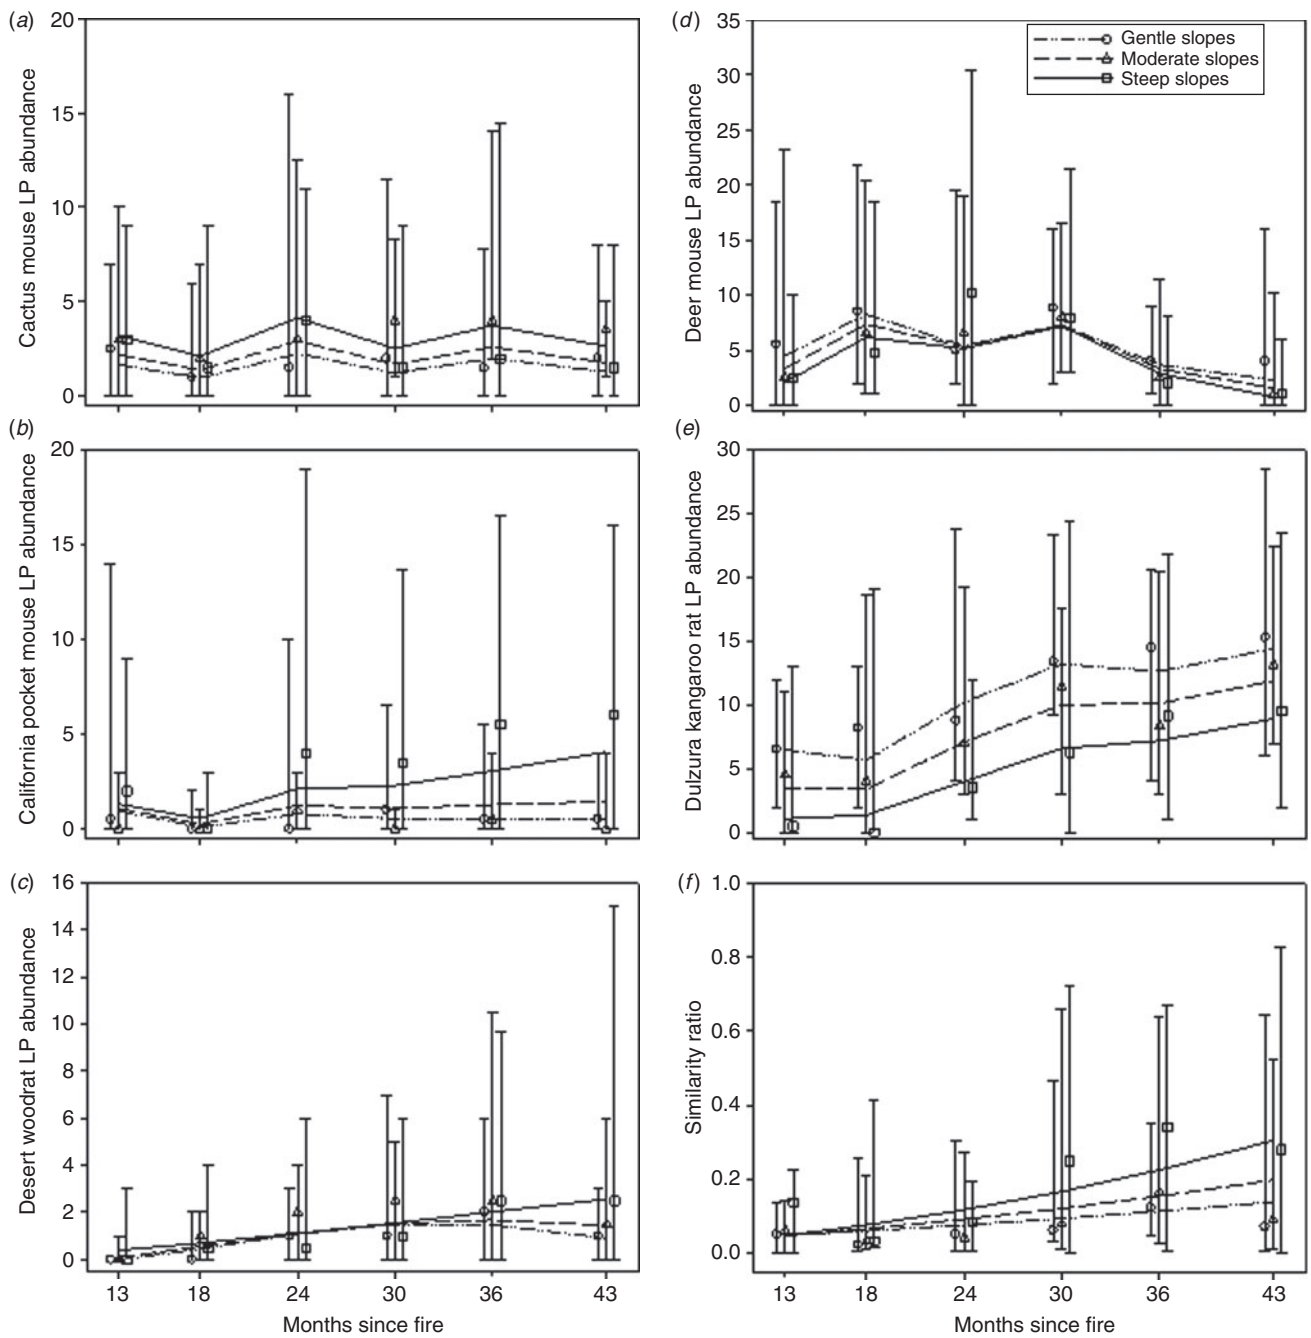 (a)
Cactus mouse LP abundance
20
15
10
5
0
(b)
California pocket mouse LP abundance
20
15
10
5
0
(c)
Desert woodrat LP abundance
16
14
12
10
8
6
4
2
0
13 18 24 30 36 43
Months since fire
(d)
Deer mouse LP abundance
35
30
25
20
15
10
5
0
Gentle slopes
Moderate slopes
Steep slopes
(e)
Dulzura kangaroo rat LP abundance
30
25
20
15
10
5
0
(f)
Similarity ratio
1.0
0.8
0.6
0.4
0.2
0.0
13 18 24 30 36 43
Months since fire